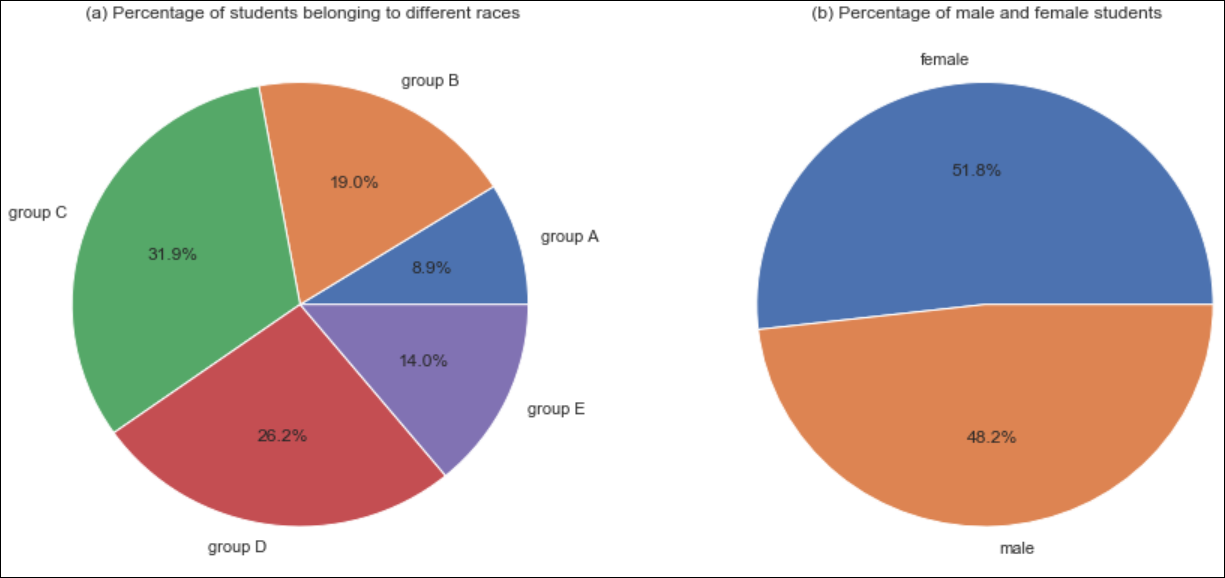 (a) Percentage of students belonging to different races
group B
19.0%
group C
31.9%
group A
8.9%
14.0%
group E
26.2%
group D
(b) Percentage of male and female students
female
51.8%
48.2%
male